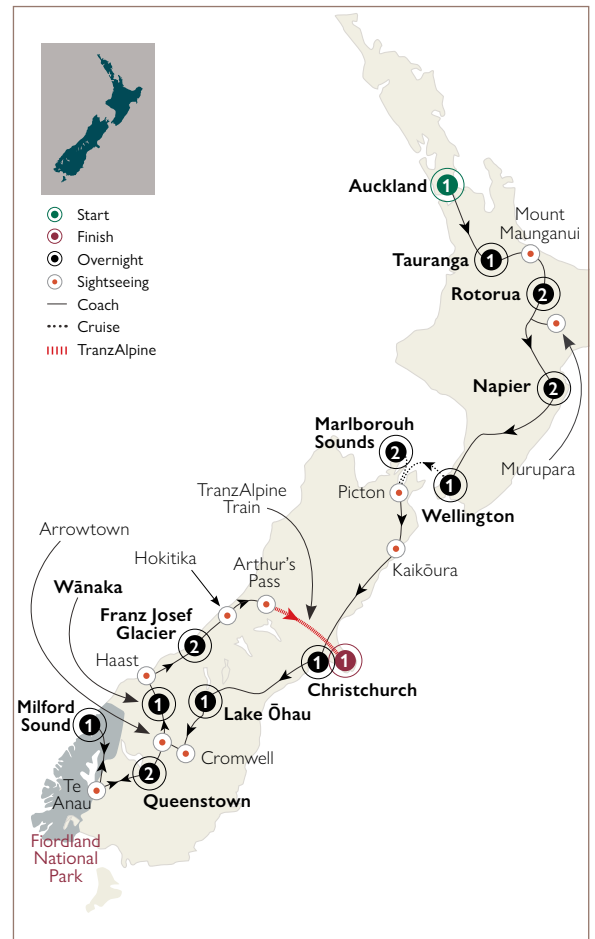 Start
Finish
Overnight
Sightseeing
Coach
Cruise
TranzAlpine
Auckland
1
Mount
Maunganui
Tauranga
1
Rotorua
2
Napier
2
Murupara
Marlborouh
Sounds
2
Picton
1
Wellington
TranzAlpine
Train
Kaikōura
Arrowtown
Hokitika
Arthur's
Pass
Wānaka
Franz Josef
Glacier
2
Haast
1
1
Christchurch
1
1
Lake Ōhau
Milford
Sound
1
Cromwell
2
Queenstown
Te
Anau
Fiordland
National
Park